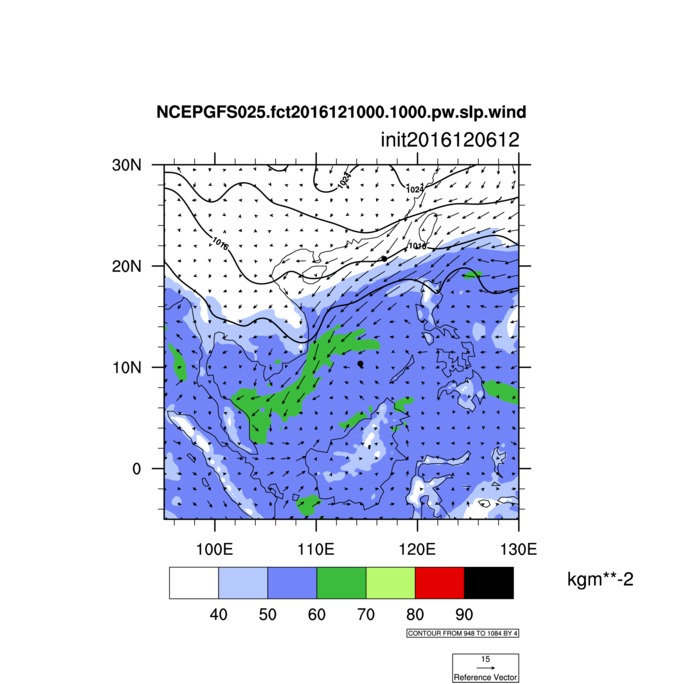 NCEPGFS025.fct2016121000.1000.pw.slp.wind
init2016120612
30N
1024
1024
1016
1016
20N
10N
0
100E 110E 120E 130E
kgm**-2
40 50 60 70 80 90
CONTOUR FROM 948 TO 1084 BY 4
15
Reference Vector